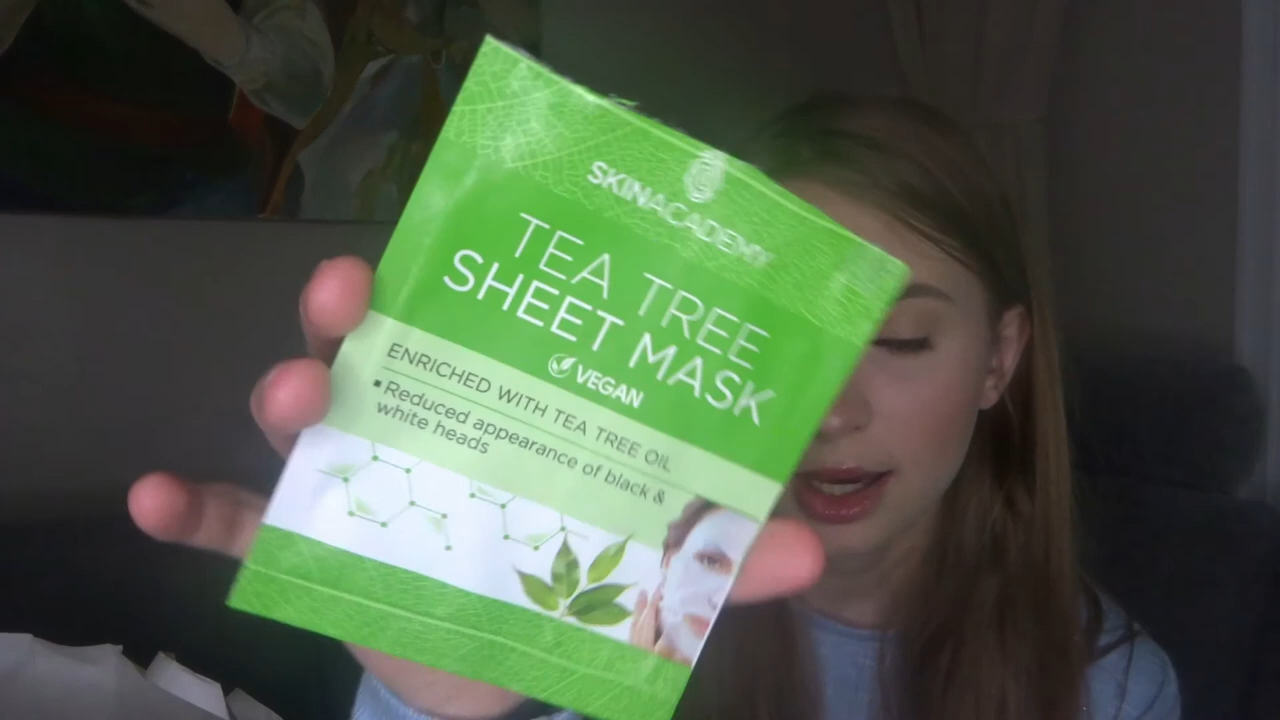 SKINACADEMY
TEA TREE
SHEET MASK
VEGAN
ENRICHED WITH TEA TREE OIL
▪ Reduced appearance of black &
white heads